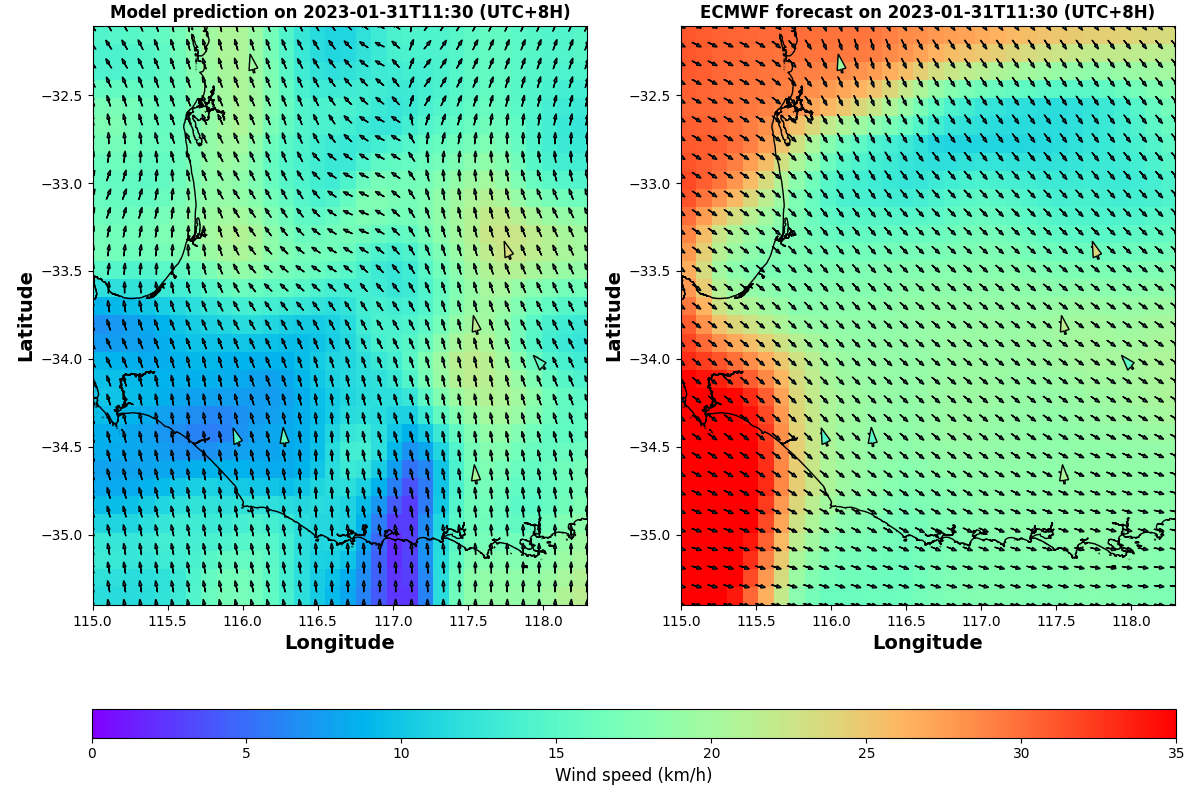 Model prediction on 2023-01-31T11:30 (UTC+8H)
ECMWF forecast on 2023-01-31T11:30 (UTC+8H)
Latitude
−32.5
−33.0
−33.5
−34.0
−34.5
−35.0
115.0 115.5 116.0 116.5 117.0 117.5 118.0
Longitude
Latitude
−32.5
−33.0
−33.5
−34.0
−34.5
−35.0
115.0 115.5 116.0 116.5 117.0 117.5 118.0
Longitude
0 5 10 15 20 25 30 35
Wind speed (km/h)